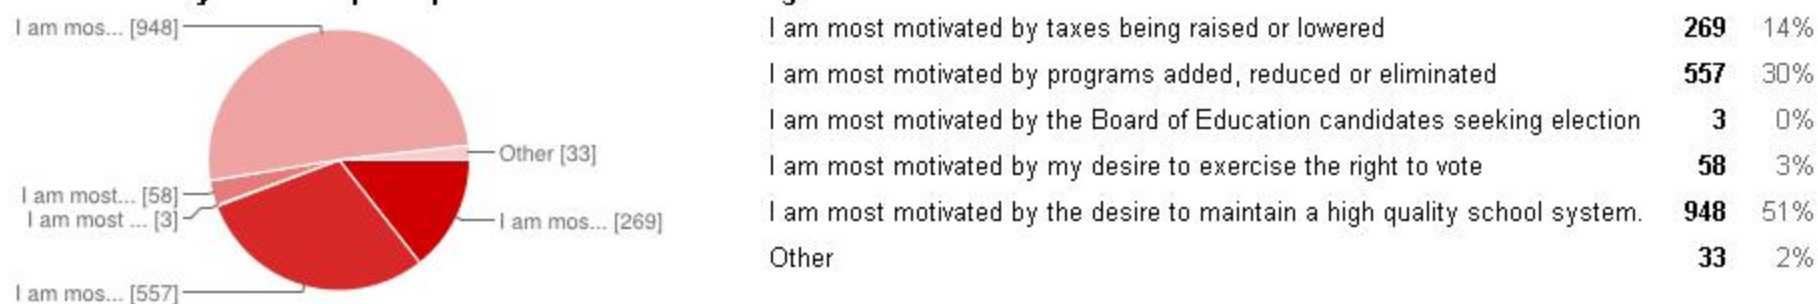 I am mos... [948]
Other [33]
I am most... [58]
I am most ... [3]
I am mos... [269]
I am mos... [557]
I am most motivated by taxes being raised or lowered 269 14%
I am most motivated by programs added, reduced or eliminated 557 30%
I am most motivated by the Board of Education candidates seeking election 3 0%
I am most motivated by my desire to exercise the right to vote 58 3%
I am most motivated by the desire to maintain a high quality school system. 948 51%
Other 33 2%